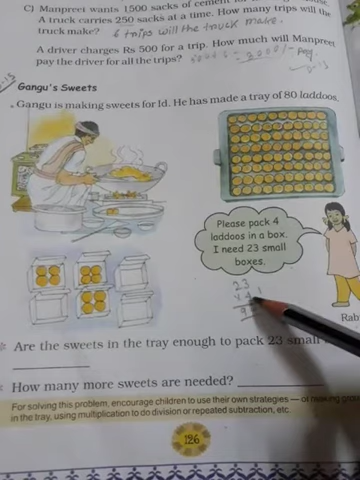 C) Manpreet wants 1500 sacks of cement for
A truck carries 250 sacks at a time. How many trips will the
truck make? 6 trips will the truck make.
A driver charges Rs 500 for a trip. How much will Manpreet
pay the driver for all the trips?
Gangu's Sweets
Gangu is making sweets for Id. He has made a tray of 80 laddoos.
Please pack 4
laddoos in a box.
I need 23 small
boxes.
23
Rab
Are the sweets in the tray enough to pack 23 small
How many more sweets are needed?
For solving this problem, encourage children to use their own strategies — or making
in the tray, using multiplication to do division or repeated subtraction, etc.
126